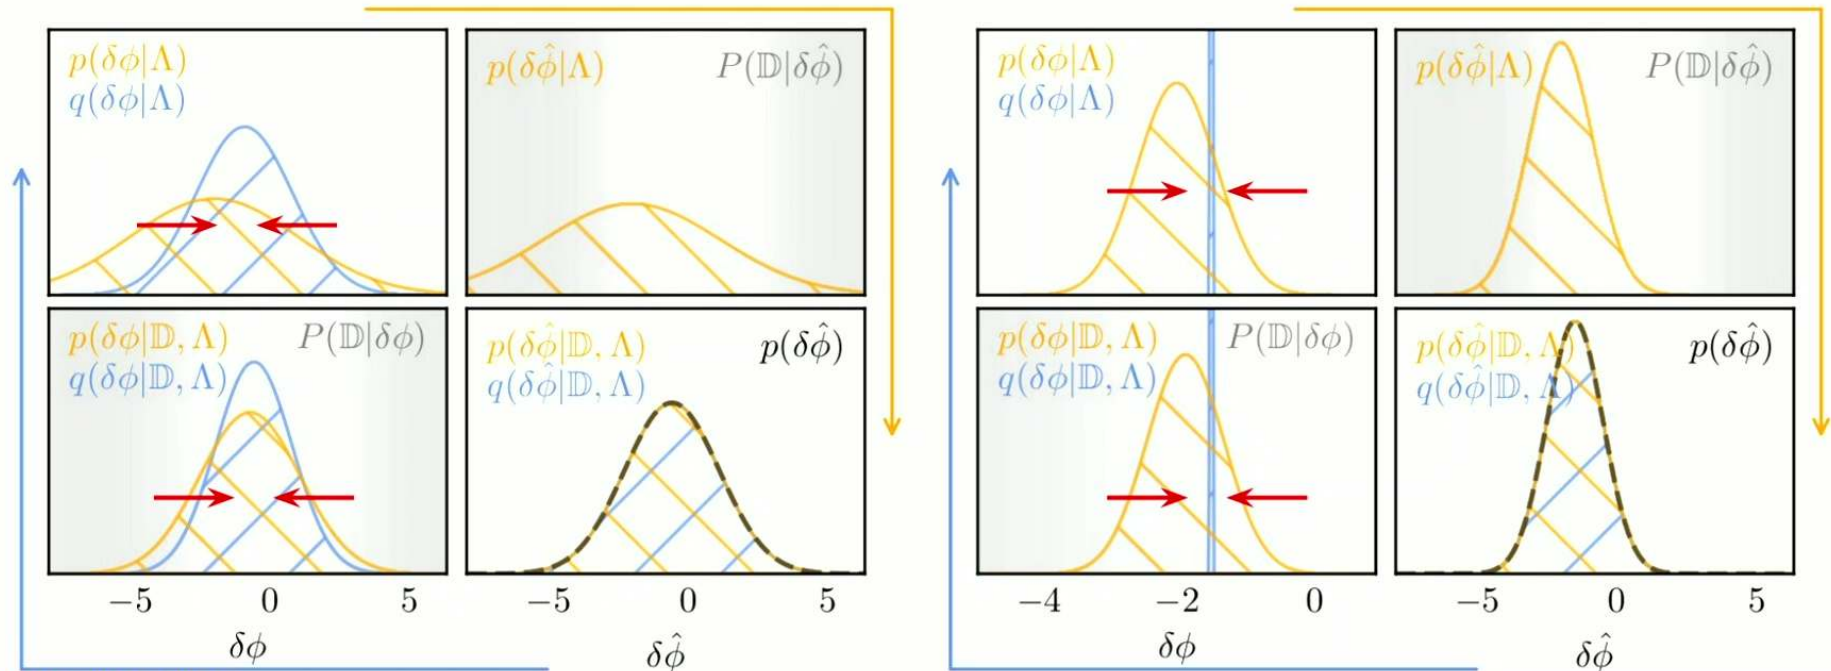 p(δϕ|Λ)
q(δϕ|Λ)
p(δϕ̂|Λ)
P(𝔻|δϕ̂)
p(δϕ|𝔻, Λ)
q(δϕ|𝔻, Λ)
P(𝔻|δϕ)
p(δϕ̂|𝔻, Λ)
q(δϕ̂|𝔻, Λ)
p(δϕ̂)
−5 0 5
δϕ
−5 0 5
δϕ̂
p(δϕ|Λ)
q(δϕ|Λ)
p(δϕ̂|Λ)
P(𝔻|δϕ̂)
p(δϕ|𝔻, Λ)
q(δϕ|𝔻, Λ)
P(𝔻|δϕ)
p(δϕ̂|𝔻, Λ)
q(δϕ̂|𝔻, Λ)
p(δϕ̂)
−4 −2 0
δϕ
−5 0 5
δϕ̂